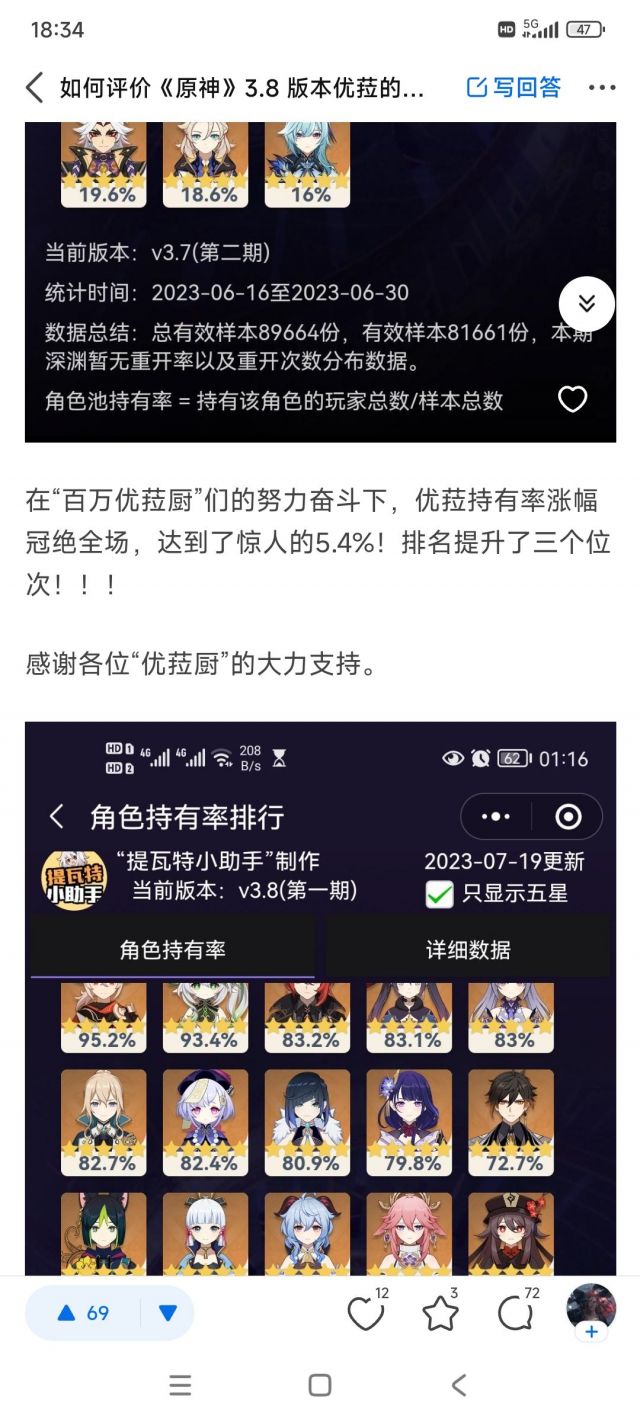 18:34
HD 5G 47
如何评价《原神》3.8 版本优菈的...
写回答
19.6% 18.6% 16%
当前版本：v3.7(第二期)
统计时间：2023-06-16至2023-06-30
数据总结：总有效样本89664份，有效样本81661份，本期
深渊暂无重开率以及重开次数分布数据。
角色池持有率 = 持有该角色的玩家总数/样本总数
在“百万优菈厨”们的努力奋斗下，优菈持有率涨幅
冠绝全场，达到了惊人的5.4%！排名提升了三个位
次！！！
感谢各位“优菈厨”的大力支持。
HD 1 4G 4G 208 62 01:16
HD 2 B/s
角色持有率排行
“提瓦特小助手”制作 2023-07-19更新
提瓦特
小助手
当前版本：v3.8(第一期) 只显示五星
角色持有率 详细数据
95.2% 93.4% 83.2% 83.1% 83%
82.7% 82.4% 80.9% 79.8% 72.7%
69 12 3 72